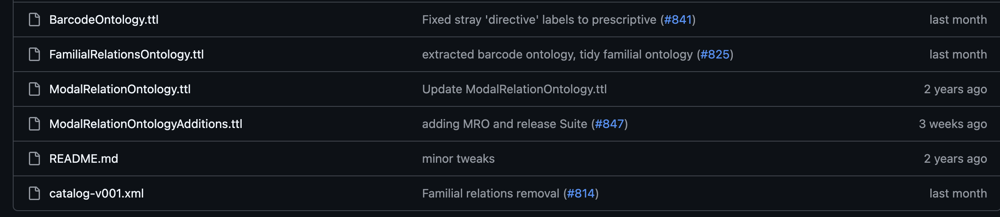 BarcodeOntology.ttl Fixed stray 'directive' labels to prescriptive (#841) last month
FamilialRelationsOntology.ttl extracted barcode ontology, tidy familial ontology (#825) last month
ModalRelationOntology.ttl Update ModalRelationOntology.ttl 2 years ago
ModalRelationOntologyAdditions.ttl adding MRO and release Suite (#847) 3 weeks ago
README.md minor tweaks 2 years ago
catalog-v001.xml Familial relations removal (#814) last month